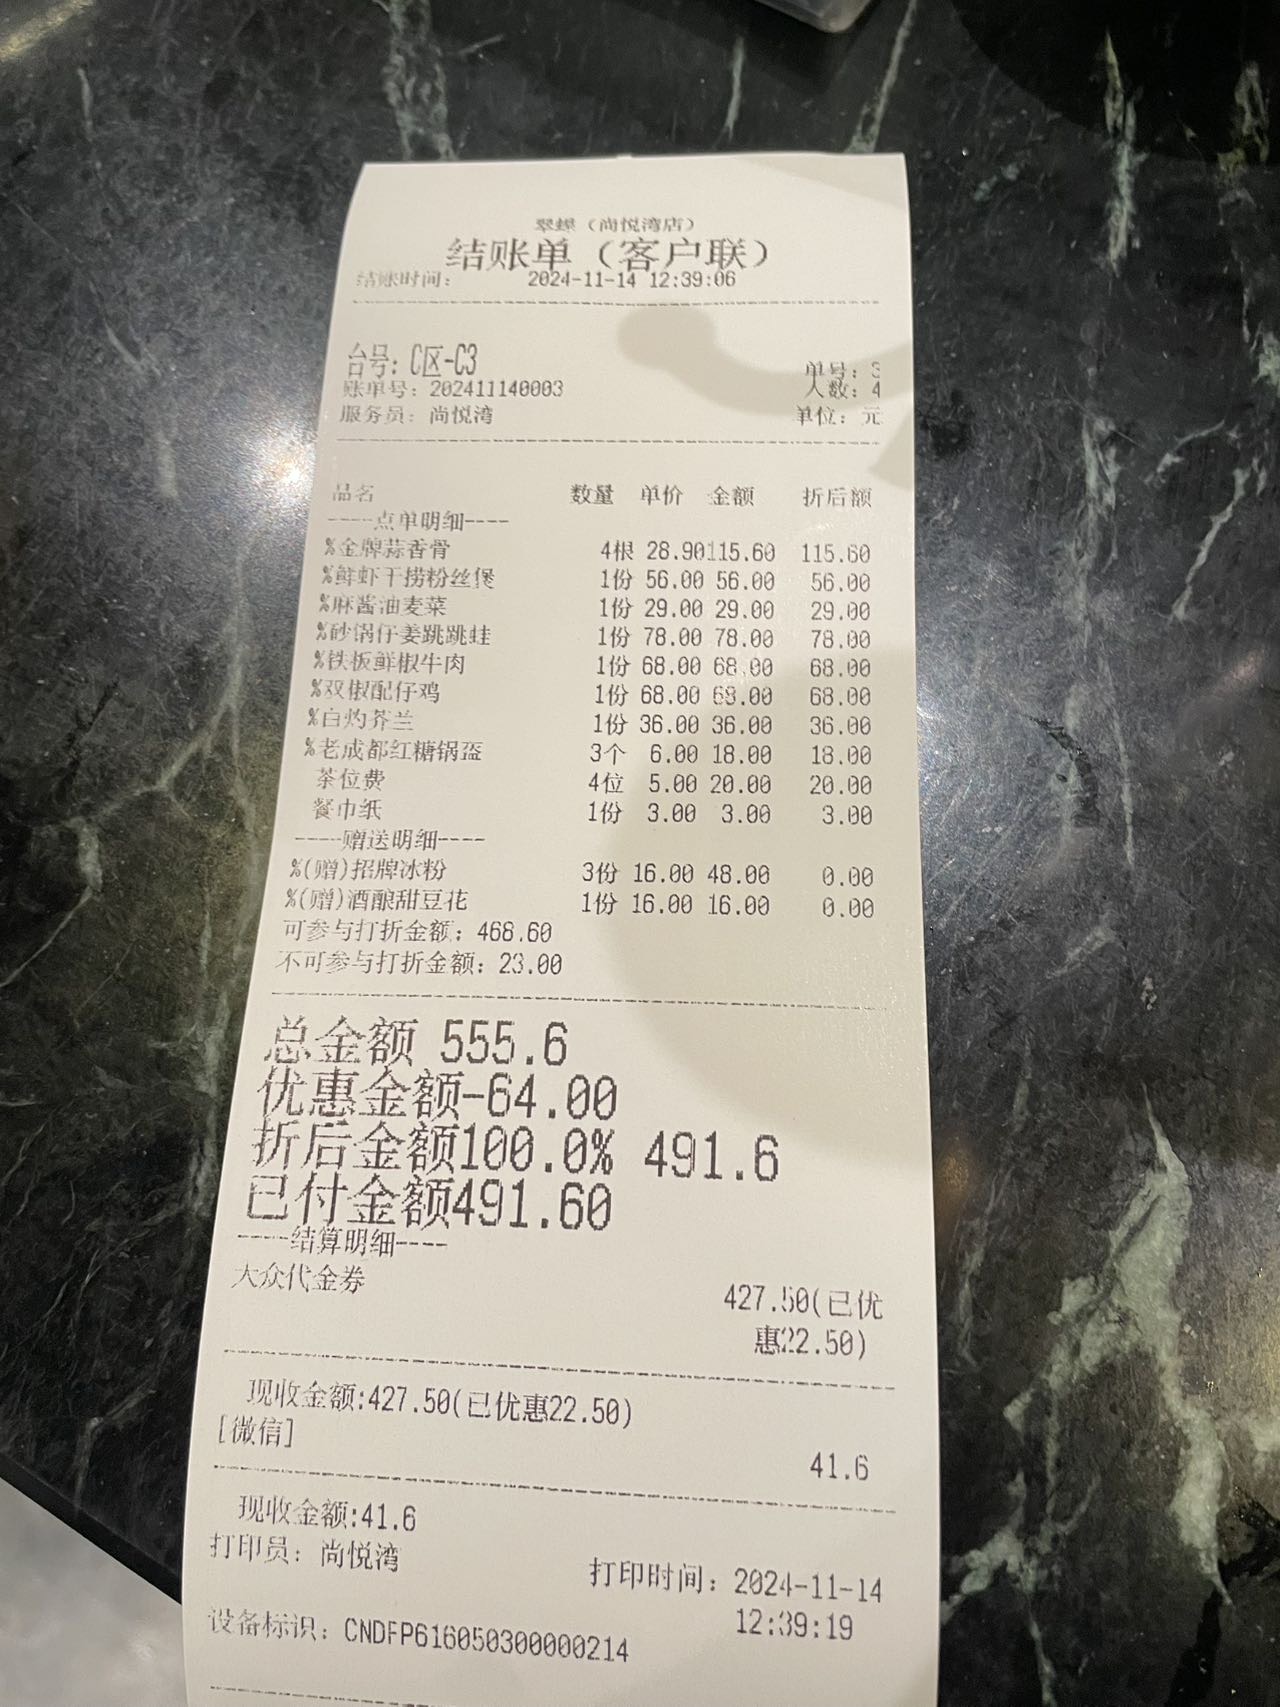 翠蝶（尚悦湾店）
结账单（客户联）
结账时间： 2024-11-14 12:39:06
台号: C区-C3
单号: 3
账单号: 202411140003 人数: 4
服务员: 尚悦湾 单位: 元
品名 数量 单价 金额 折后额
----点单明细----
%金牌蒜香骨 4根 28.90 115.60 115.60
%鲜虾干捞粉丝煲 1份 56.00 56.00 56.00
%麻酱油麦菜 1份 29.00 29.00 29.00
%砂锅仔姜跳跳蛙 1份 78.00 78.00 78.00
%铁板鲜椒牛肉 1份 68.00 68.00 68.00
%双椒配仔鸡 1份 68.00 68.00 68.00
%白灼芥兰 1份 36.00 36.00 36.00
%老成都红糖锅盔 3个 6.00 18.00 18.00
茶位费 4位 5.00 20.00 20.00
餐巾纸 1份 3.00 3.00 3.00
----赠送明细----
%(赠)招牌冰粉 3份 16.00 48.00 0.00
%(赠)酒酿甜豆花 1份 16.00 16.00 0.00
可参与打折金额: 468.60
不可参与打折金额: 23.00
总金额 555.6
优惠金额-64.00
折后金额100.0% 491.6
已付金额491.60
----结算明细----
大众代金券
427.50(已优
惠22.50)
现收金额:427.50(已优惠22.50)
[微信]
41.6
现收金额:41.6
打印员: 尚悦湾
打印时间: 2024-11-14
12:39:19
设备标识: CNDFP616050300000214